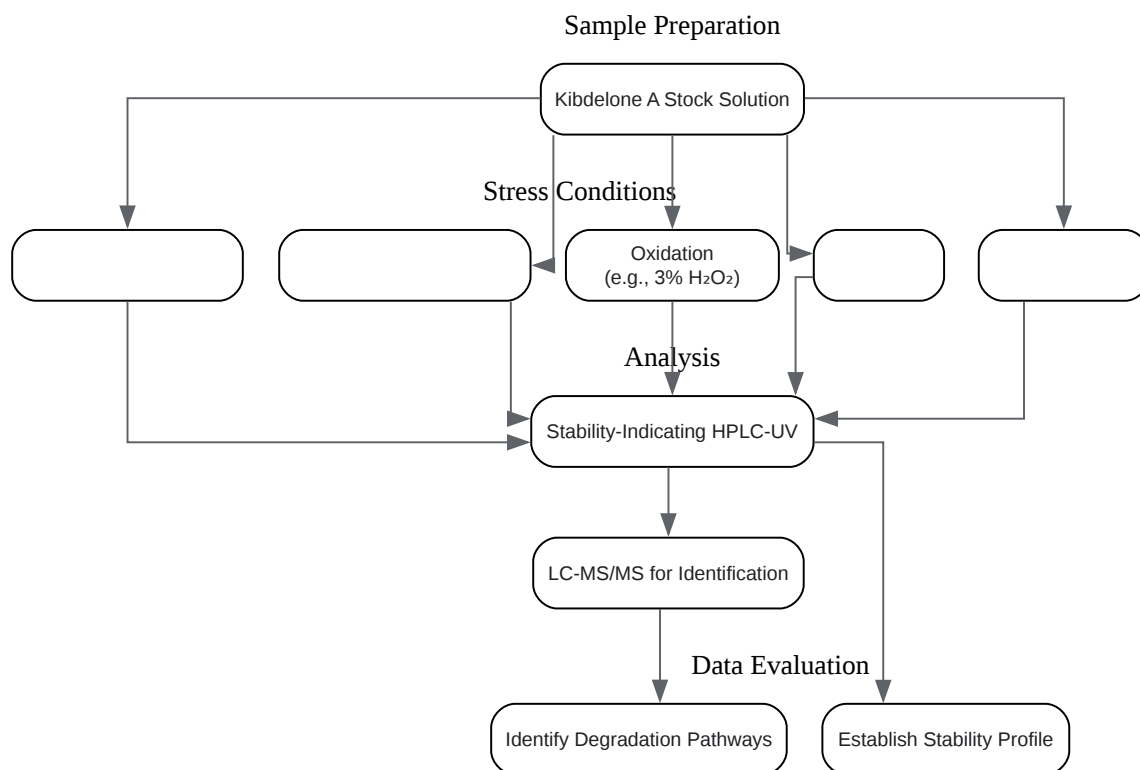 Sample Preparation
Kibdelone A Stock Solution
Stress Conditions
Oxidation
(e.g., 3% H₂O₂)
Analysis
Stability-Indicating HPLC-UV
LC-MS/MS for Identification
Data Evaluation
Identify Degradation Pathways
Establish Stability Profile